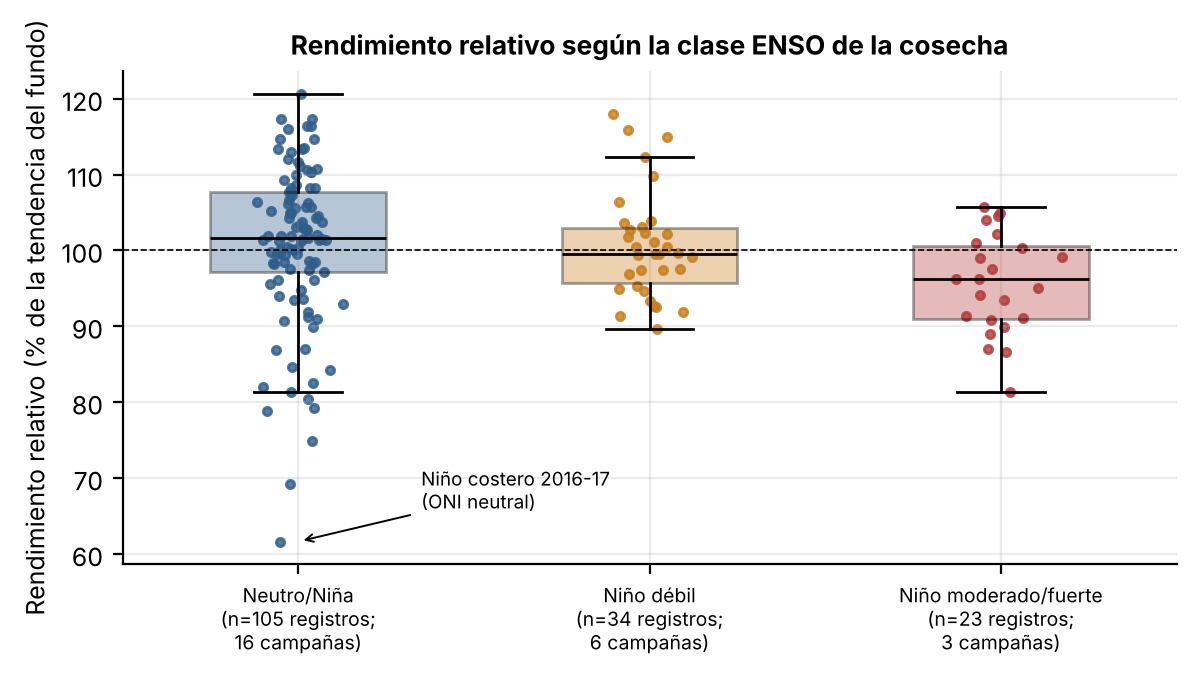 Rendimiento relativo según la clase ENSO de la cosecha
Rendimiento relativo (% de la tendencia del fundo)
120
110
100
90
80
70
60
Niño costero 2016-17
(ONI neutral)
Neutro/Niña
(n=105 registros;
16 campañas)
Niño débil
(n=34 registros;
6 campañas)
Niño moderado/fuerte
(n=23 registros;
3 campañas)